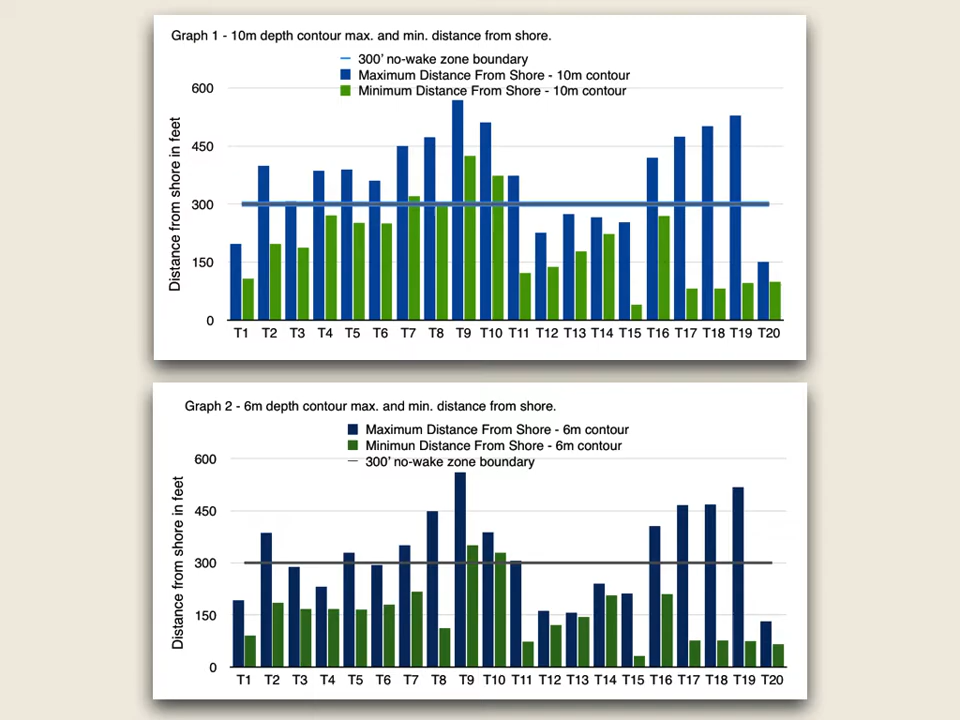 Graph 1 - 10m depth contour max. and min. distance from shore.
300' no-wake zone boundary
Maximum Distance From Shore - 10m contour
Minimum Distance From Shore - 10m contour
Distance from shore in feet
600
450
300
150
0
T1 T2 T3 T4 T5 T6 T7 T8 T9 T10 T11 T12 T13 T14 T15 T16 T17 T18 T19 T20
Graph 2 - 6m depth contour max. and min. distance from shore.
Maximum Distance From Shore - 6m contour
Minimun Distance From Shore - 6m contour
300' no-wake zone boundary
Distance from shore in feet
600
450
300
150
0
T1 T2 T3 T4 T5 T6 T7 T8 T9 T10 T11 T12 T13 T14 T15 T16 T17 T18 T19 T20